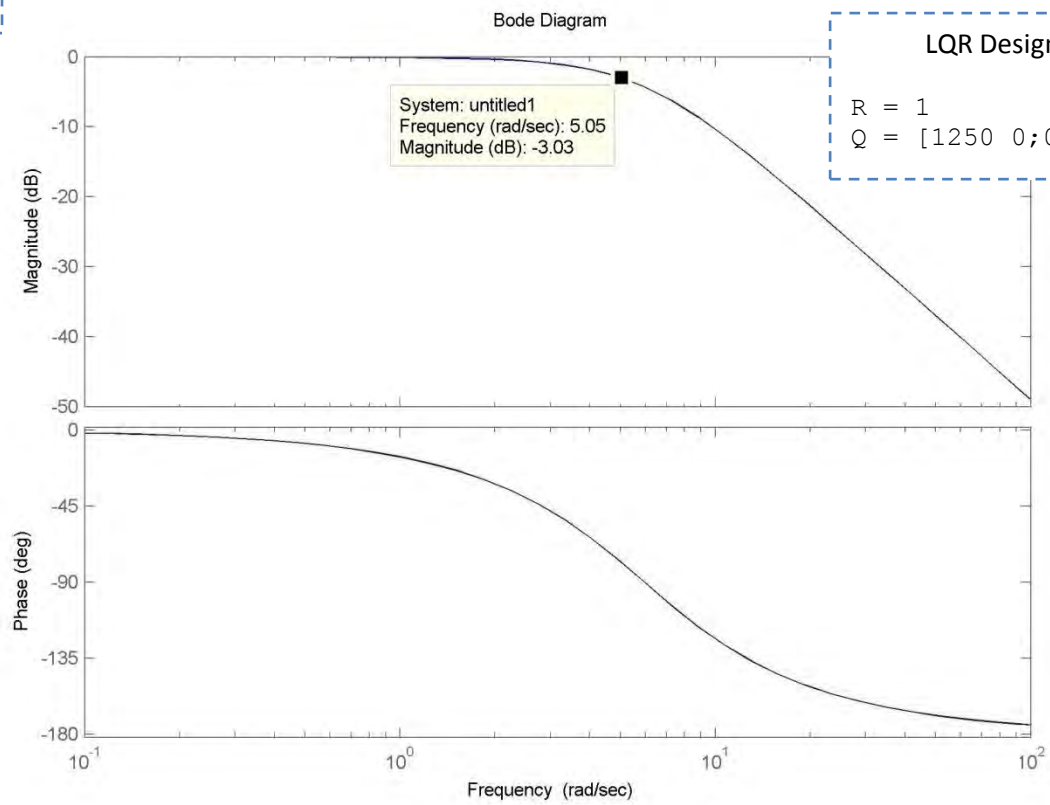 Bode Diagram
LQR Design
R = 1
Q = [1250 0;0
System: untitled1
Frequency (rad/sec): 5.05
Magnitude (dB): -3.03
Magnitude (dB)
0
-10
-20
-30
-40
-50
Phase (deg)
0
-45
-90
-135
-180
10^-1
10^0
10^1
10^2
Frequency (rad/sec)